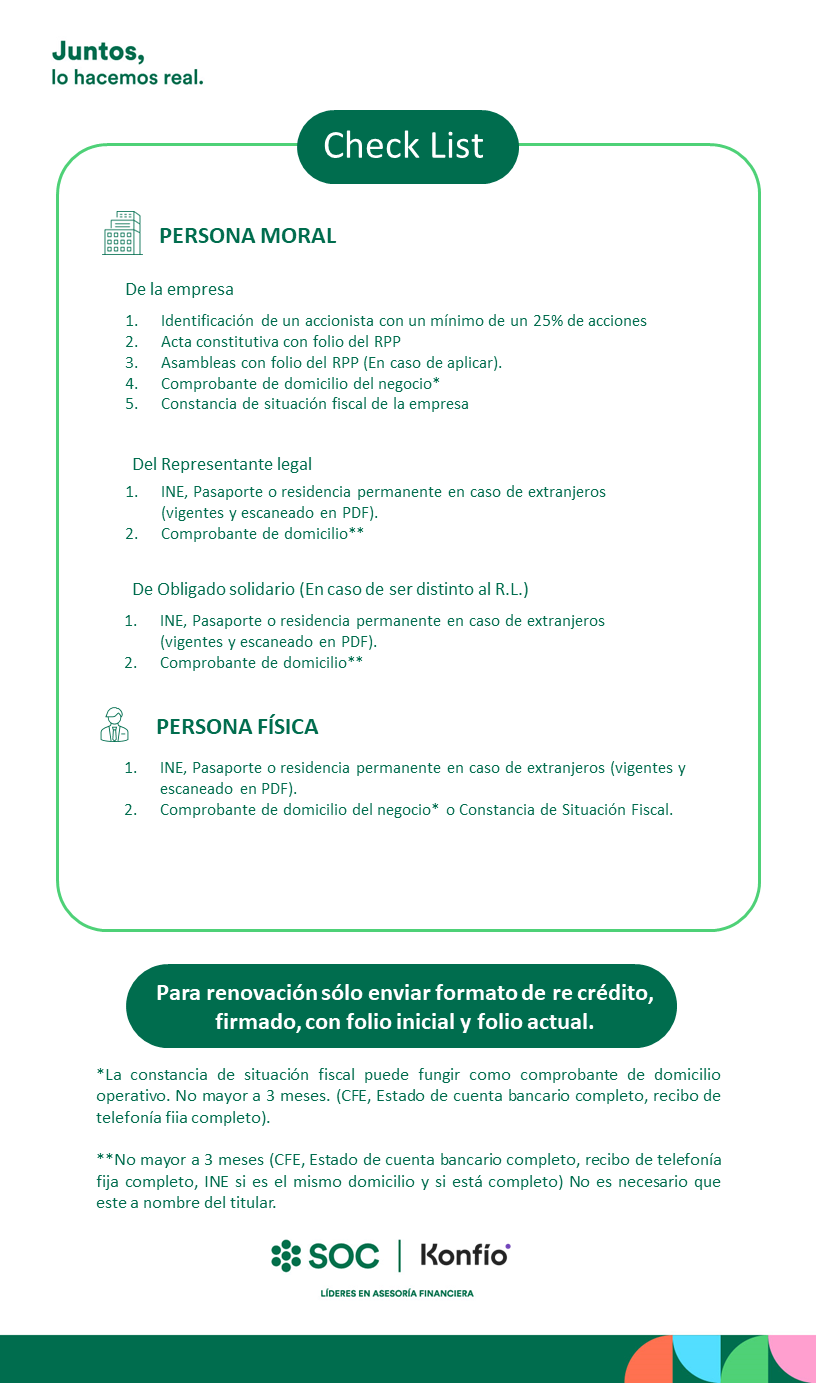 Juntos,
lo hacemos real.
Check List
PERSONA MORAL
De la empresa
1. Identificación de un accionista con un mínimo de un 25% de acciones
2. Acta constitutiva con folio del RPP
3. Asambleas con folio del RPP (En caso de aplicar).
4. Comprobante de domicilio del negocio*
5. Constancia de situación fiscal de la empresa
Del Representante legal
1. INE, Pasaporte o residencia permanente en caso de extranjeros
(vigentes y escaneado en PDF).
2. Comprobante de domicilio**
De Obligado solidario (En caso de ser distinto al R.L.)
1. INE, Pasaporte o residencia permanente en caso de extranjeros
(vigentes y escaneado en PDF).
2. Comprobante de domicilio**
PERSONA FÍSICA
1. INE, Pasaporte o residencia permanente en caso de extranjeros (vigentes y
escaneado en PDF).
2. Comprobante de domicilio del negocio* o Constancia de Situación Fiscal.
Para renovación sólo enviar formato de re crédito,
firmado, con folio inicial y folio actual.
*La constancia de situación fiscal puede fungir como comprobante de domicilio
operativo. No mayor a 3 meses. (CFE, Estado de cuenta bancario completo, recibo de
telefonía fiia completo).
**No mayor a 3 meses (CFE, Estado de cuenta bancario completo, recibo de telefonía
fija completo, INE si es el mismo domicilio y si está completo) No es necesario que
este a nombre del titular.
SOC | Konfío
LÍDERES EN ASESORÍA FINANCIERA